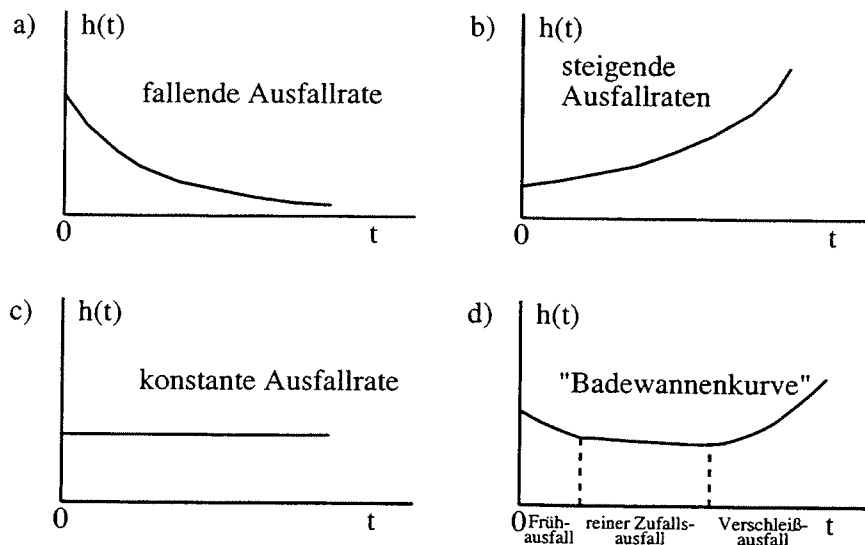 a) h(t)
fallende Ausfallrate
0 t
b) h(t)
steigende
Ausfallraten
0 t
c) h(t)
konstante Ausfallrate
0 t
d) h(t)
"Badewannenkurve"
0 Früh-
ausfall
reiner Zufalls-
ausfall
Verschleiß-
ausfall
t